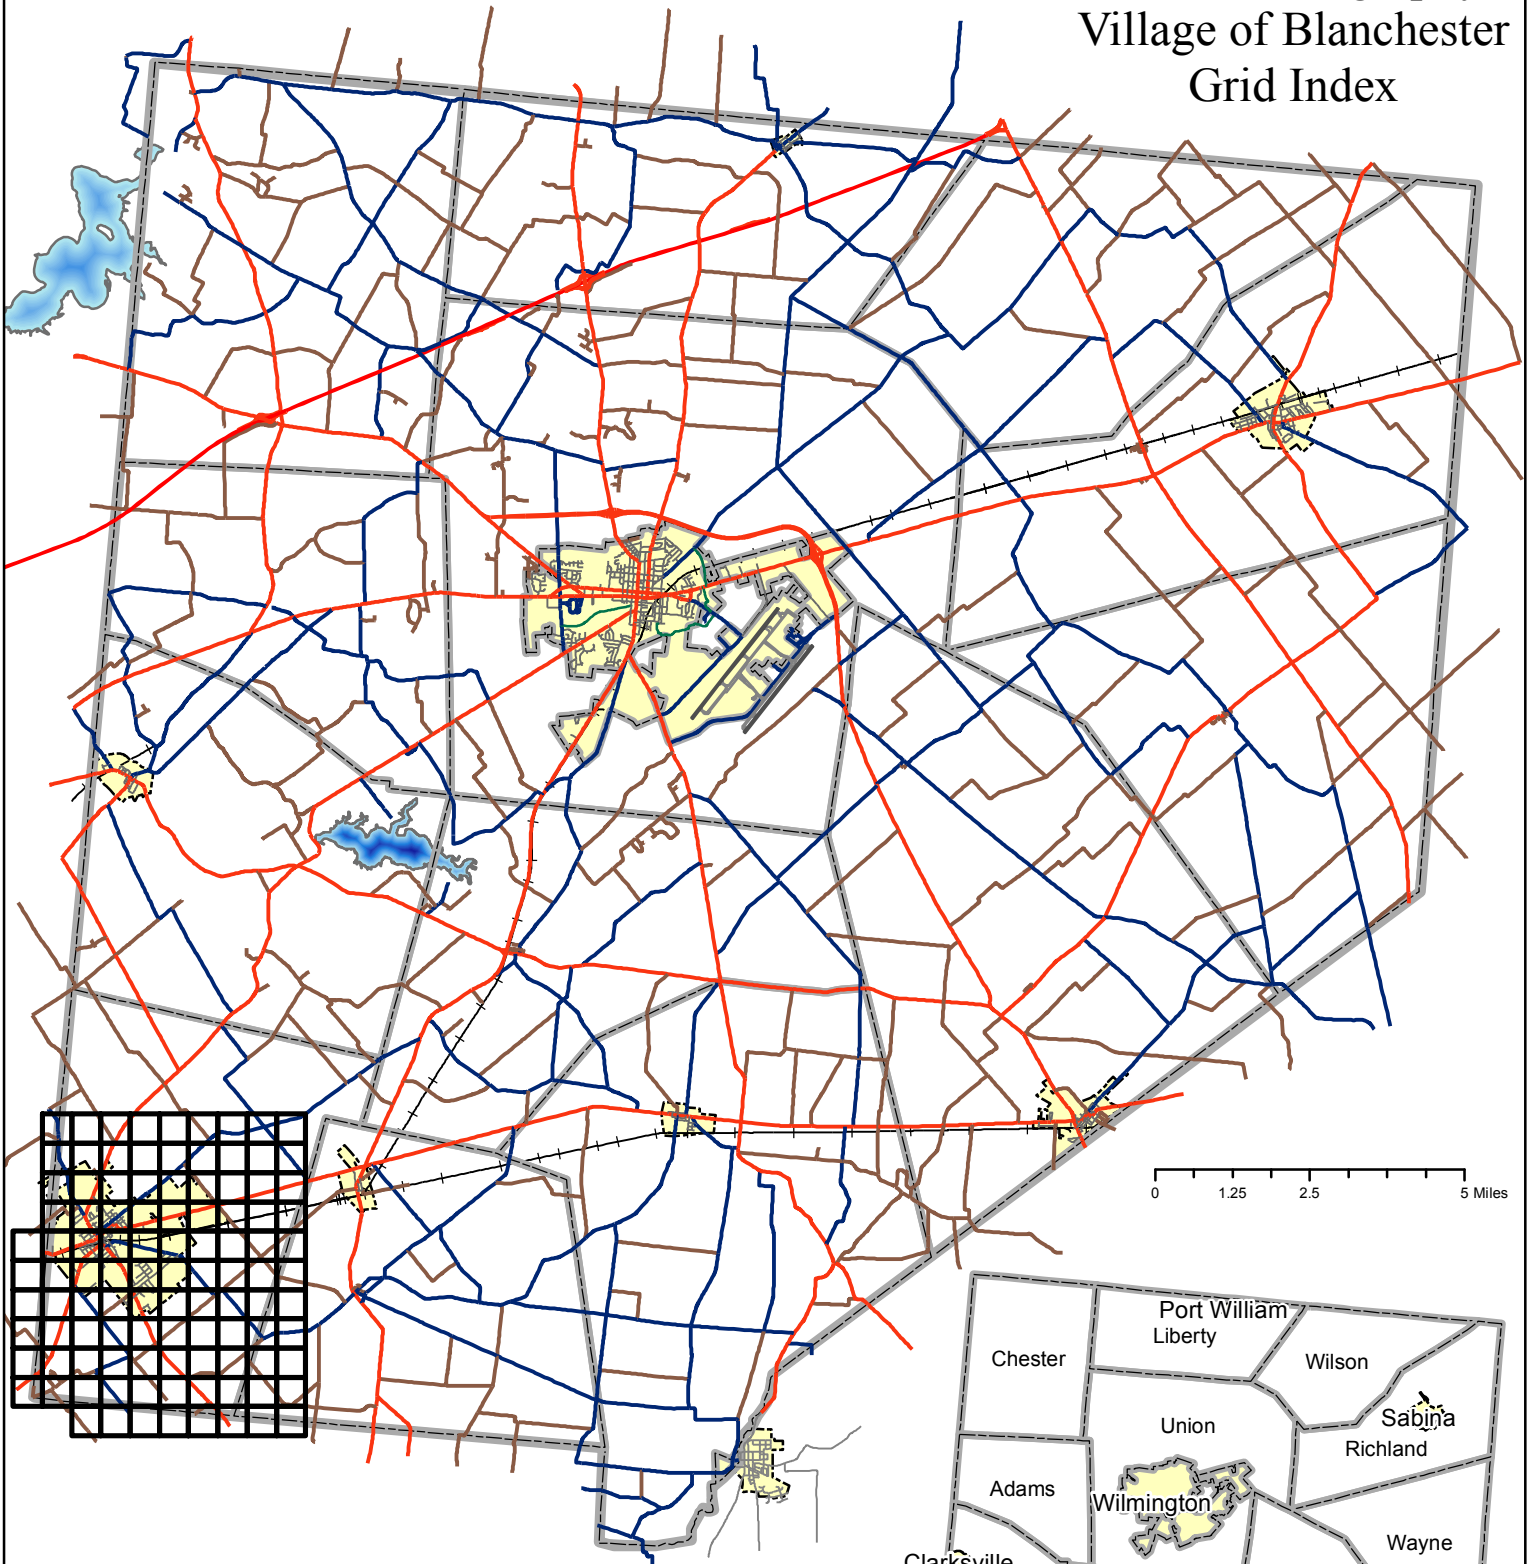 Village of Blanchester
Grid Index
0 1.25 2.5 5 Miles
Port William
Liberty
Chester
Wilson
Sabina
Union
Richland
Adams
Wilmington
Wayne
Clarksville